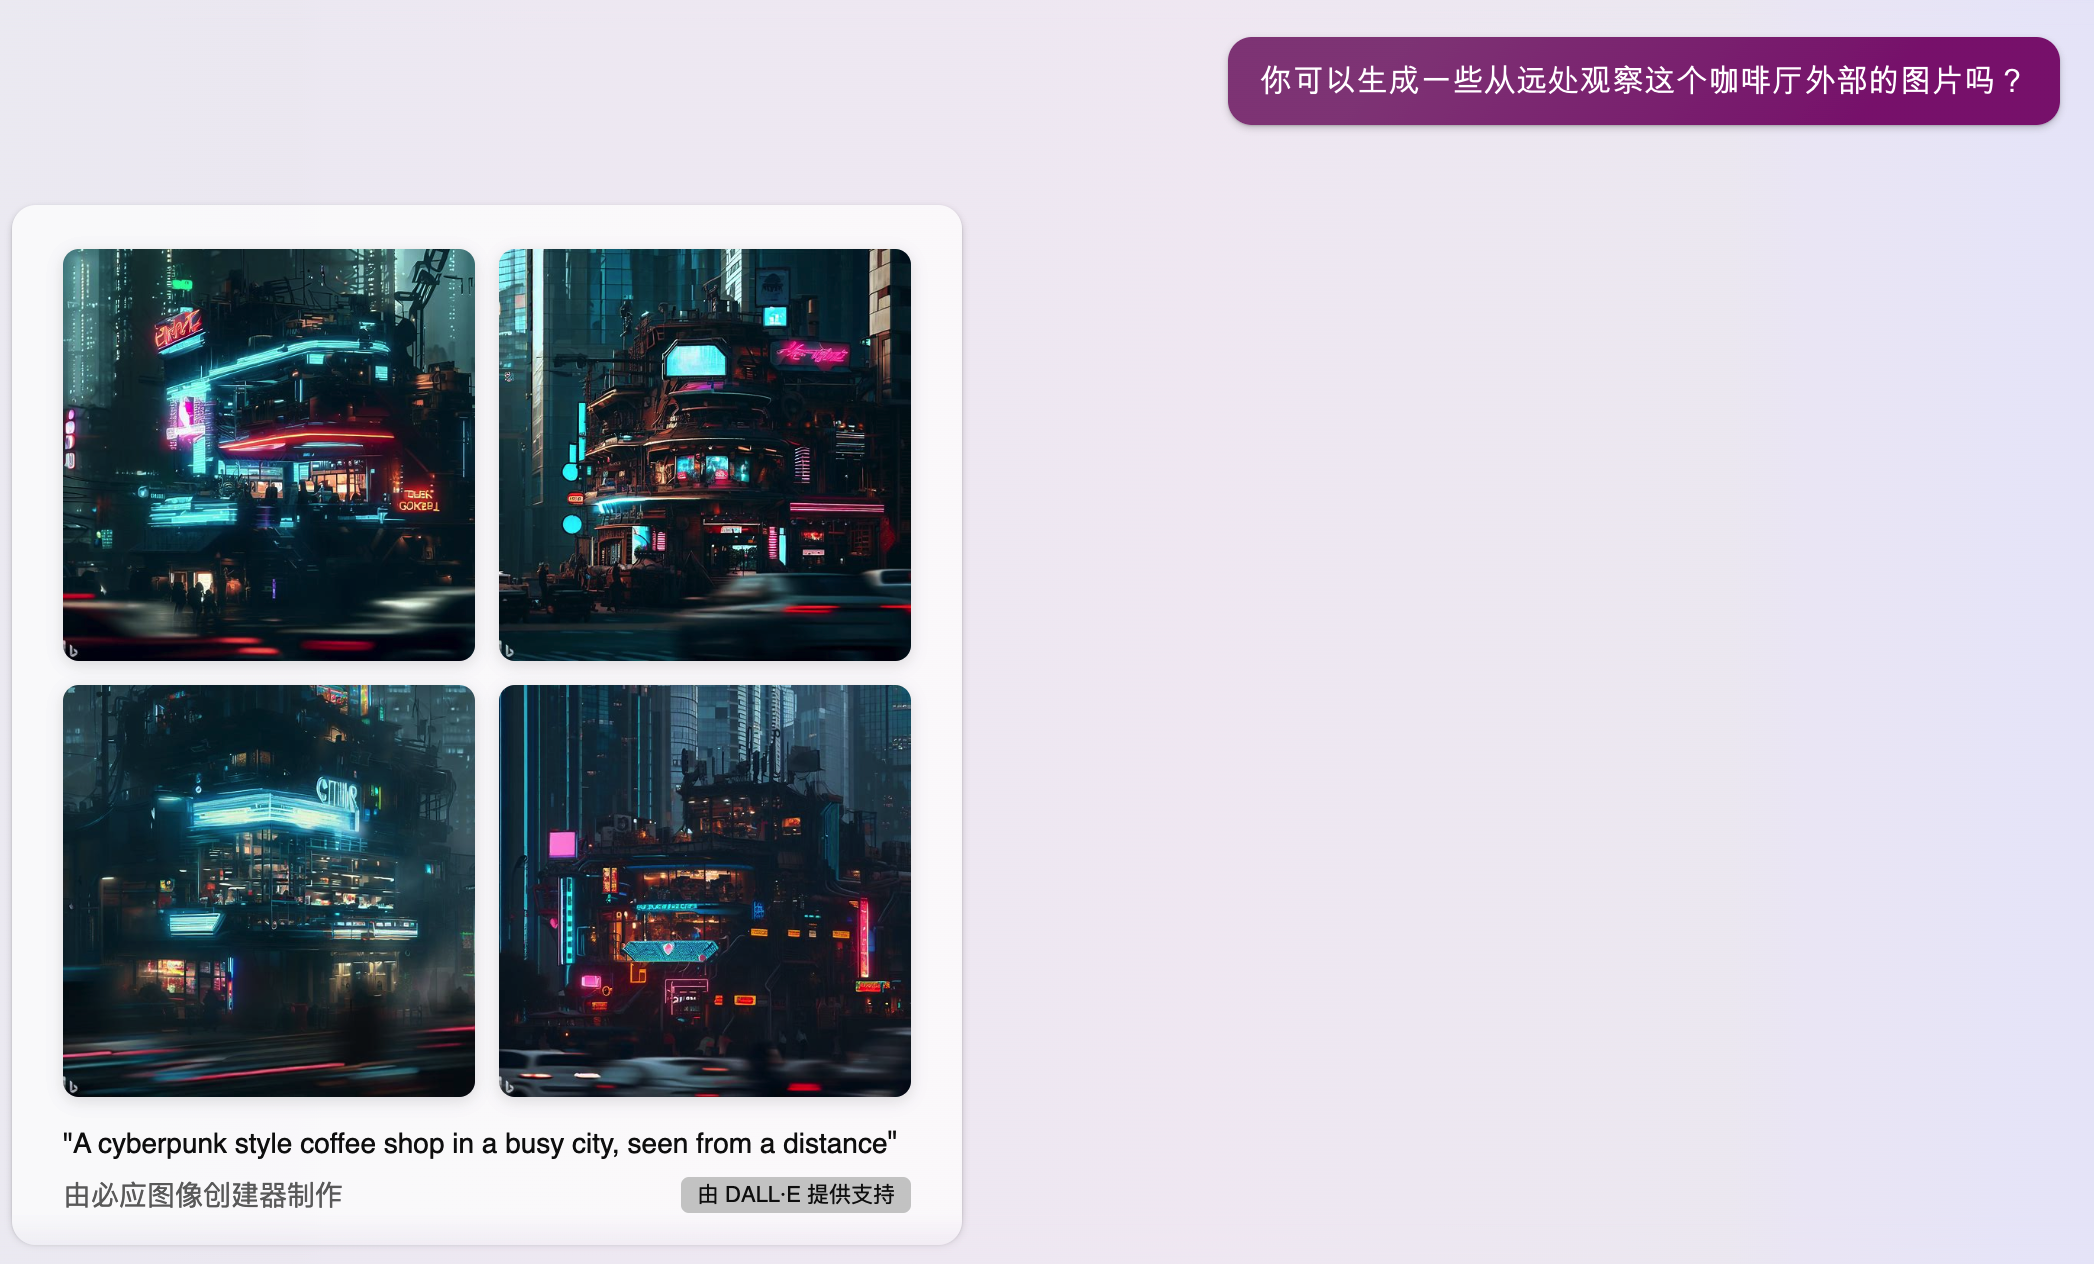 你可以生成一些从远处观察这个咖啡厅外部的图片吗？
"A cyberpunk style coffee shop in a busy city, seen from a distance"
由必应图像创建器制作
由 DALL·E 提供支持